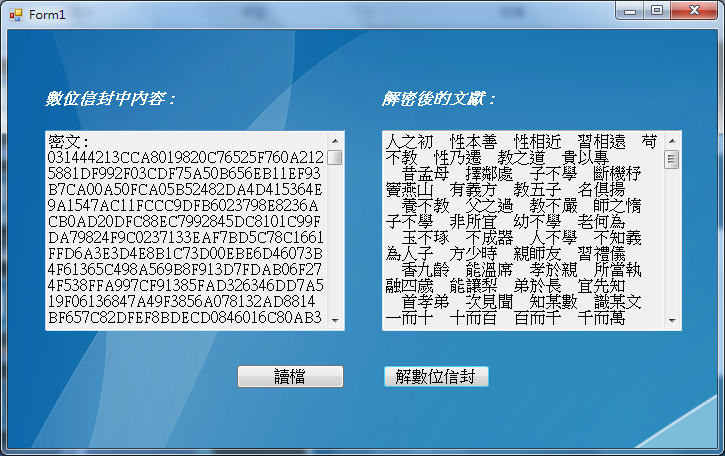 Form1
數位信封中內容：
解密後的文獻：
密文:
031444213CCA8019820C76525F760A212
5881DF992F03CDF75A50B656EB11EF93
B7CA00A50FCA05B52482DA4D415364E
9A1547AC11FCCC9DFB6023798E8236A
CB0AD20DFC88EC7992845DC8101C99F
DA79824F9C0237133EAF7BD5C78C1661
FFD6A3E3D4E8B1C73D00EBE6D46073B
4F61365C498A569B8F913D7FDAB06F27
4F538FFA997CF91385FAD326346DD7A5
19F06136847A49F3856A078132AD8814
BF657C82DFEF8BDECD0846016C80AB3
人之初　性本善　性相近　習相遠　苟
不教　性乃遷　教之道　貴以專
　昔孟母　擇鄰處　子不學　斷機杼
竇燕山　有義方　教五子　名俱揚
　養不教　父之過　教不嚴　師之惰
子不學　非所宜　幼不學　老何為
　玉不琢　不成器　人不學　不知義
為人子　方少時　親師友　習禮儀
　香九齡　能溫席　孝於親　所當執
融四歲　能讓梨　弟於長　宜先知
　首孝弟　次見聞　知某數　識某文
一而十　十而百　百而千　千而萬
讀檔
解數位信封